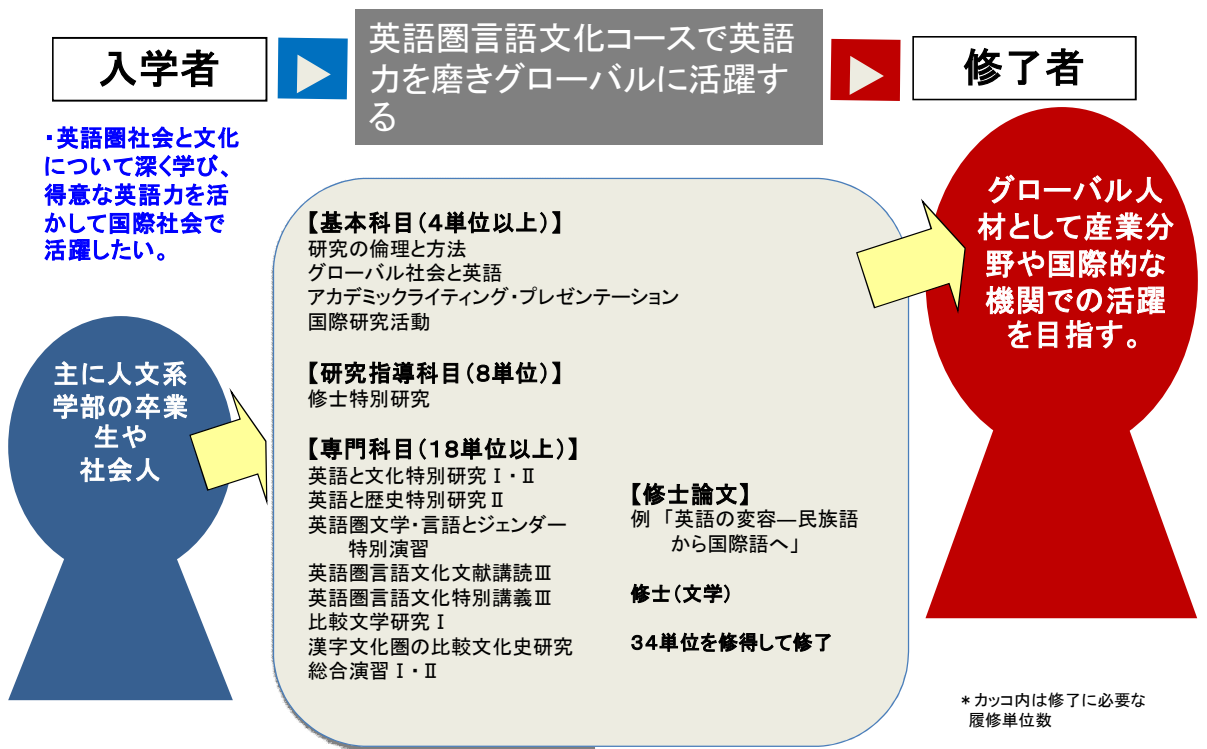 入学者
英語圏言語文化コースで英語
力を磨きグローバルに活躍す
る
修了者
・英語圏社会と文化
について深く学び、
得意な英語力を活
かして国際社会で
活躍したい。
主に人文系
学部の卒業
生や
社会人
【基本科目(4単位以上)】
研究の倫理と方法
グローバル社会と英語
アカデミックライティング・プレゼンテーション
国際研究活動
【研究指導科目(8単位)】
修士特別研究
【専門科目(18単位以上)】
英語と文化特別研究Ⅰ・Ⅱ
英語と歴史特別研究Ⅱ
英語圏文学・言語とジェンダー
特別演習
英語圏言語文化文献講読Ⅲ
英語圏言語文化特別講義Ⅲ
比較文学研究Ⅰ
漢字文化圏の比較文化史研究
総合演習Ⅰ・Ⅱ
【修士論文】
例 「英語の変容―民族語
から国際語へ」
修士(文学)
34単位を修得して修了
グローバル人
材として産業分
野や国際的な
機関での活躍
を目指す。
*カッコ内は修了に必要な
履修単位数